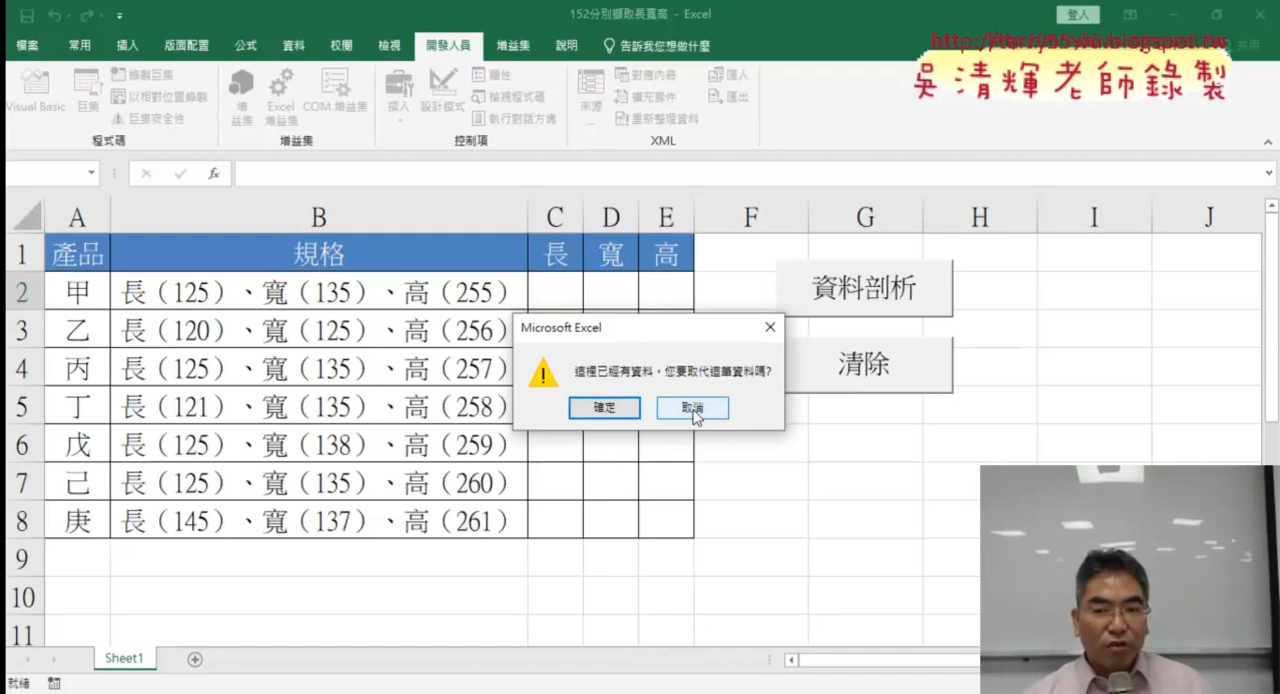 152分別擷取長寬高 - Excel
登入
檔案 常用 插入 版面配置 公式 資料 校閱 檢視 開發人員 增益集 說明 告訴我您想做什麼 共用
http://terry55wu.blogspot.tw
吳清輝老師錄製
Visual Basic
巨集
錄製巨集
以相對位置錄製
巨集安全性
程式碼
增益集
Excel 增益集
COM 增益集
增益集
插入
設計模式
屬性
檢視程式碼
執行對話方塊
控制項
來源
對應內容
擴充套件
重新整理資料
匯入
匯出
XML
fx
A B C D E F G H I J
1 產品 規格 長 寬 高
2 甲 長（125）、寬（135）、高（255）
3 乙 長（120）、寬（125）、高（256）
4 丙 長（125）、寬（135）、高（257）
5 丁 長（121）、寬（135）、高（258）
6 戊 長（125）、寬（138）、高（259）
7 己 長（125）、寬（135）、高（260）
8 庚 長（145）、寬（137）、高（261）
9
10
11
資料剖析
清除
Microsoft Excel
這裡已經有資料，您要取代這筆資料嗎?
確定 取消
Sheet1
就緒